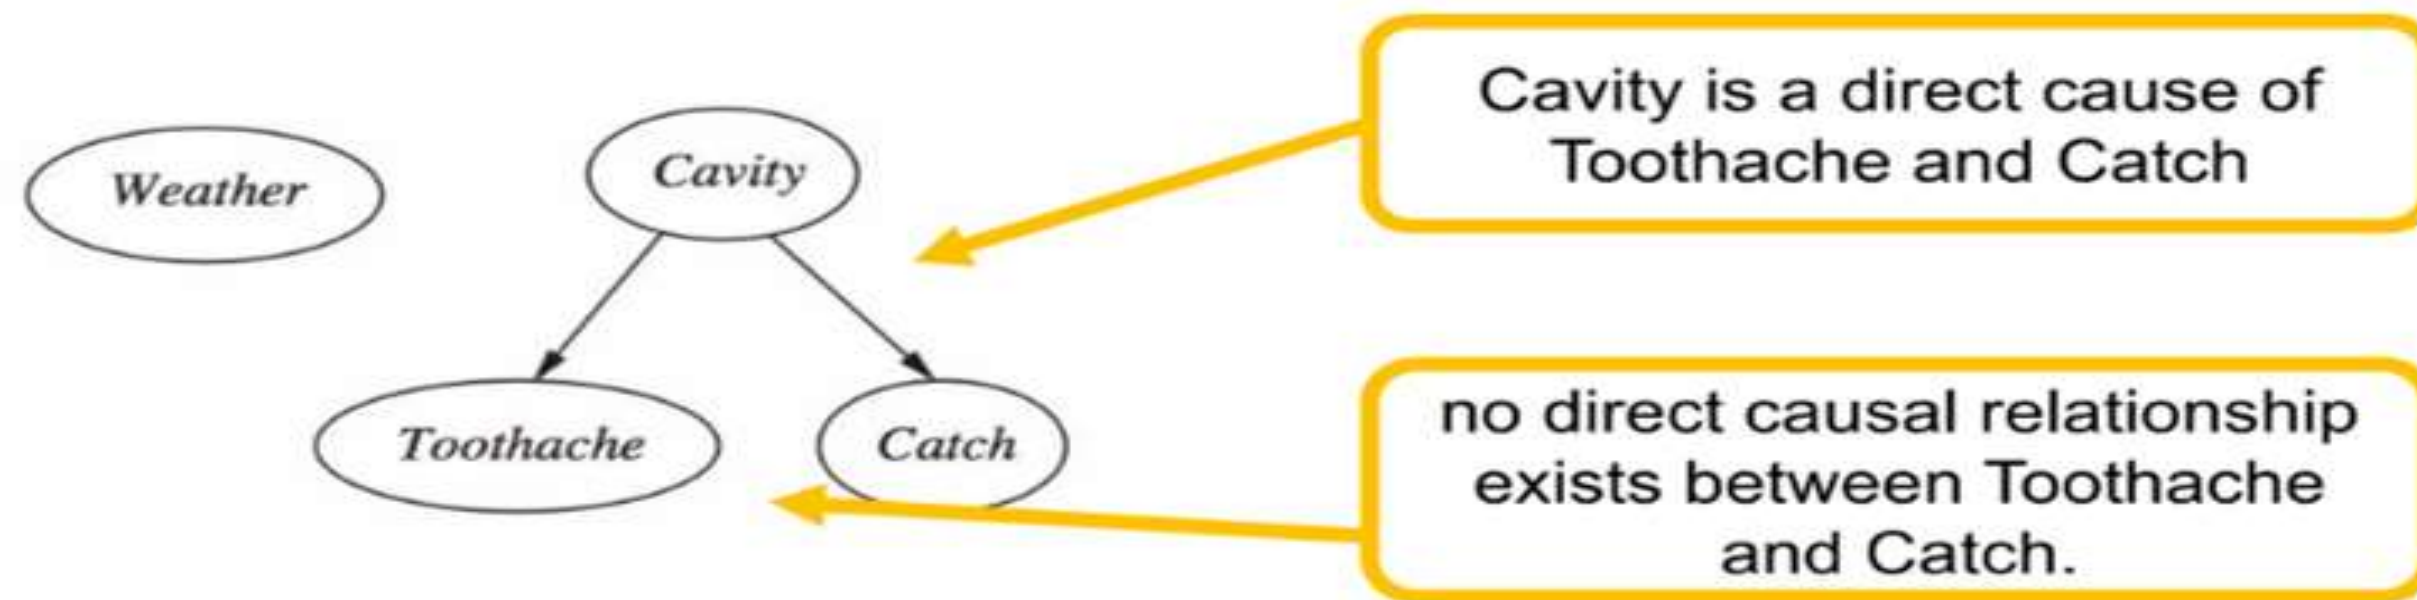 Weather
Cavity
Toothache
Catch
Cavity is a direct cause of
Toothache and Catch
no direct causal relationship
exists between Toothache
and Catch.